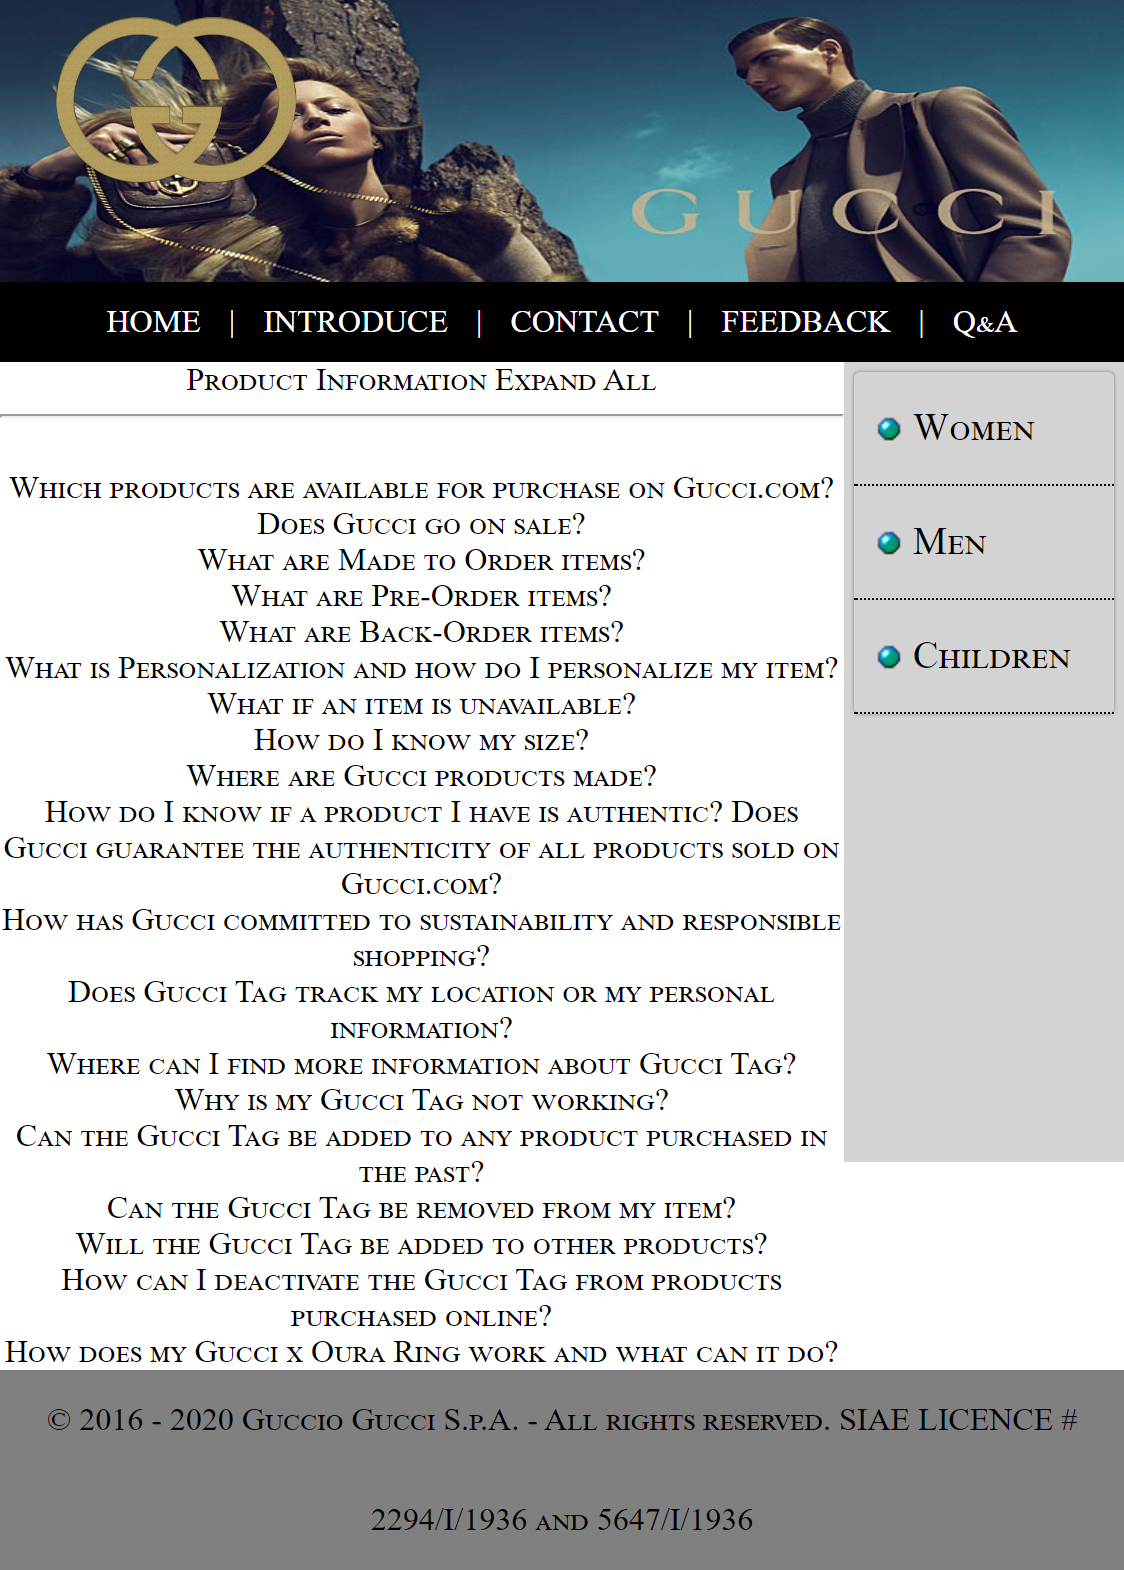 GUCCI
HOME | INTRODUCE | CONTACT | FEEDBACK | Q&A
Product Information Expand All
Which products are available for purchase on Gucci.com?
Does Gucci go on sale?
What are Made to Order items?
What are Pre-Order items?
What are Back-Order items?
What is Personalization and how do I personalize my item?
What if an item is unavailable?
How do I know my size?
Where are Gucci products made?
How do I know if a product I have is authentic? Does
Gucci guarantee the authenticity of all products sold on
Gucci.com?
How has Gucci committed to sustainability and responsible
shopping?
Does Gucci Tag track my location or my personal
information?
Where can I find more information about Gucci Tag?
Why is my Gucci Tag not working?
Can the Gucci Tag be added to any product purchased in
the past?
Can the Gucci Tag be removed from my item?
Will the Gucci Tag be added to other products?
How can I deactivate the Gucci Tag from products
purchased online?
How does my Gucci x Oura Ring work and what can it do?
Women
Men
Children
© 2016 - 2020 Guccio Gucci S.p.A. - All rights reserved. SIAE LICENCE #
2294/I/1936 and 5647/I/1936